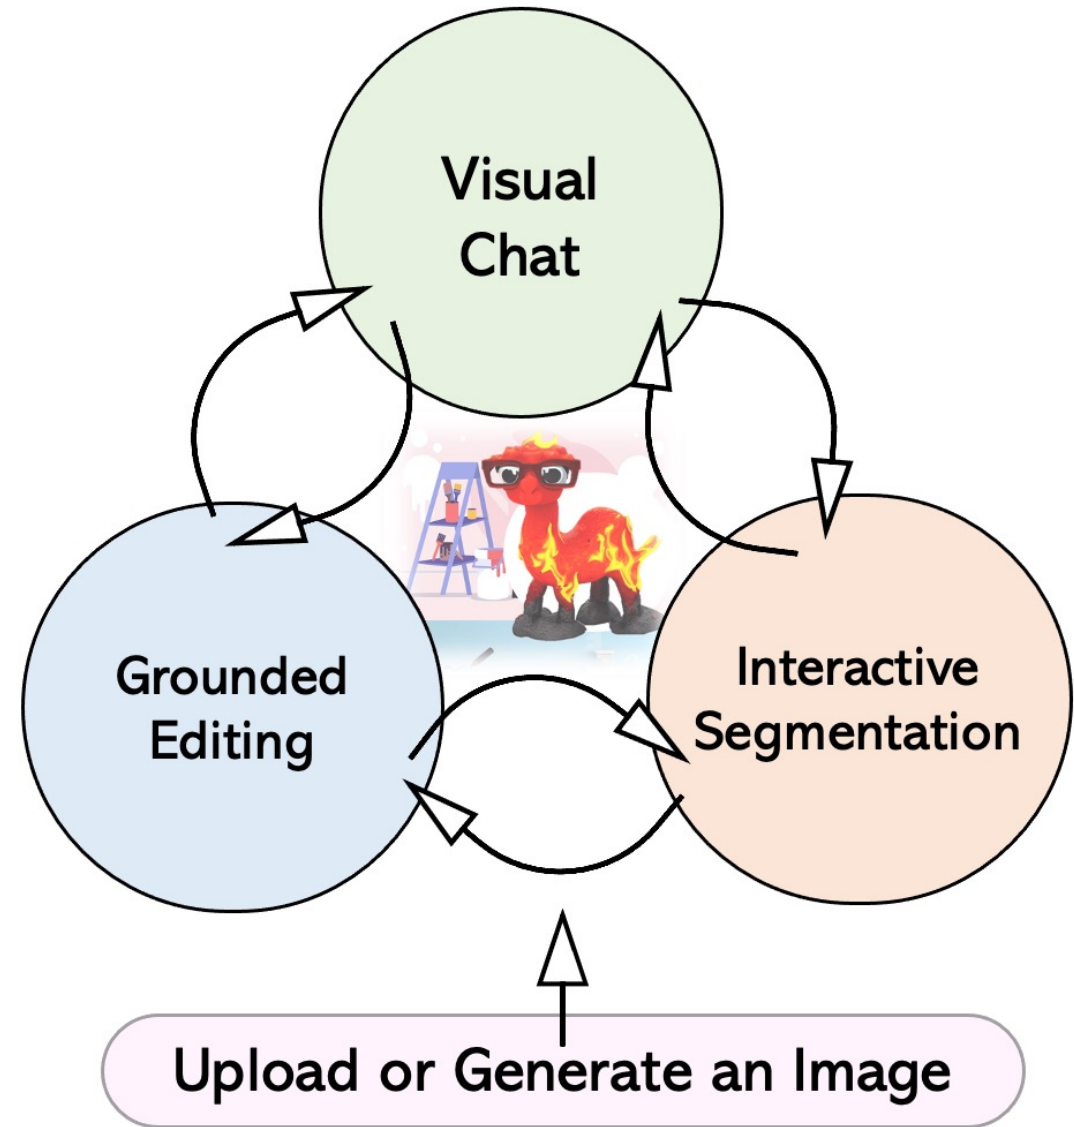 Visual
Chat
Grounded
Editing
Interactive
Segmentation
Upload or Generate an Image